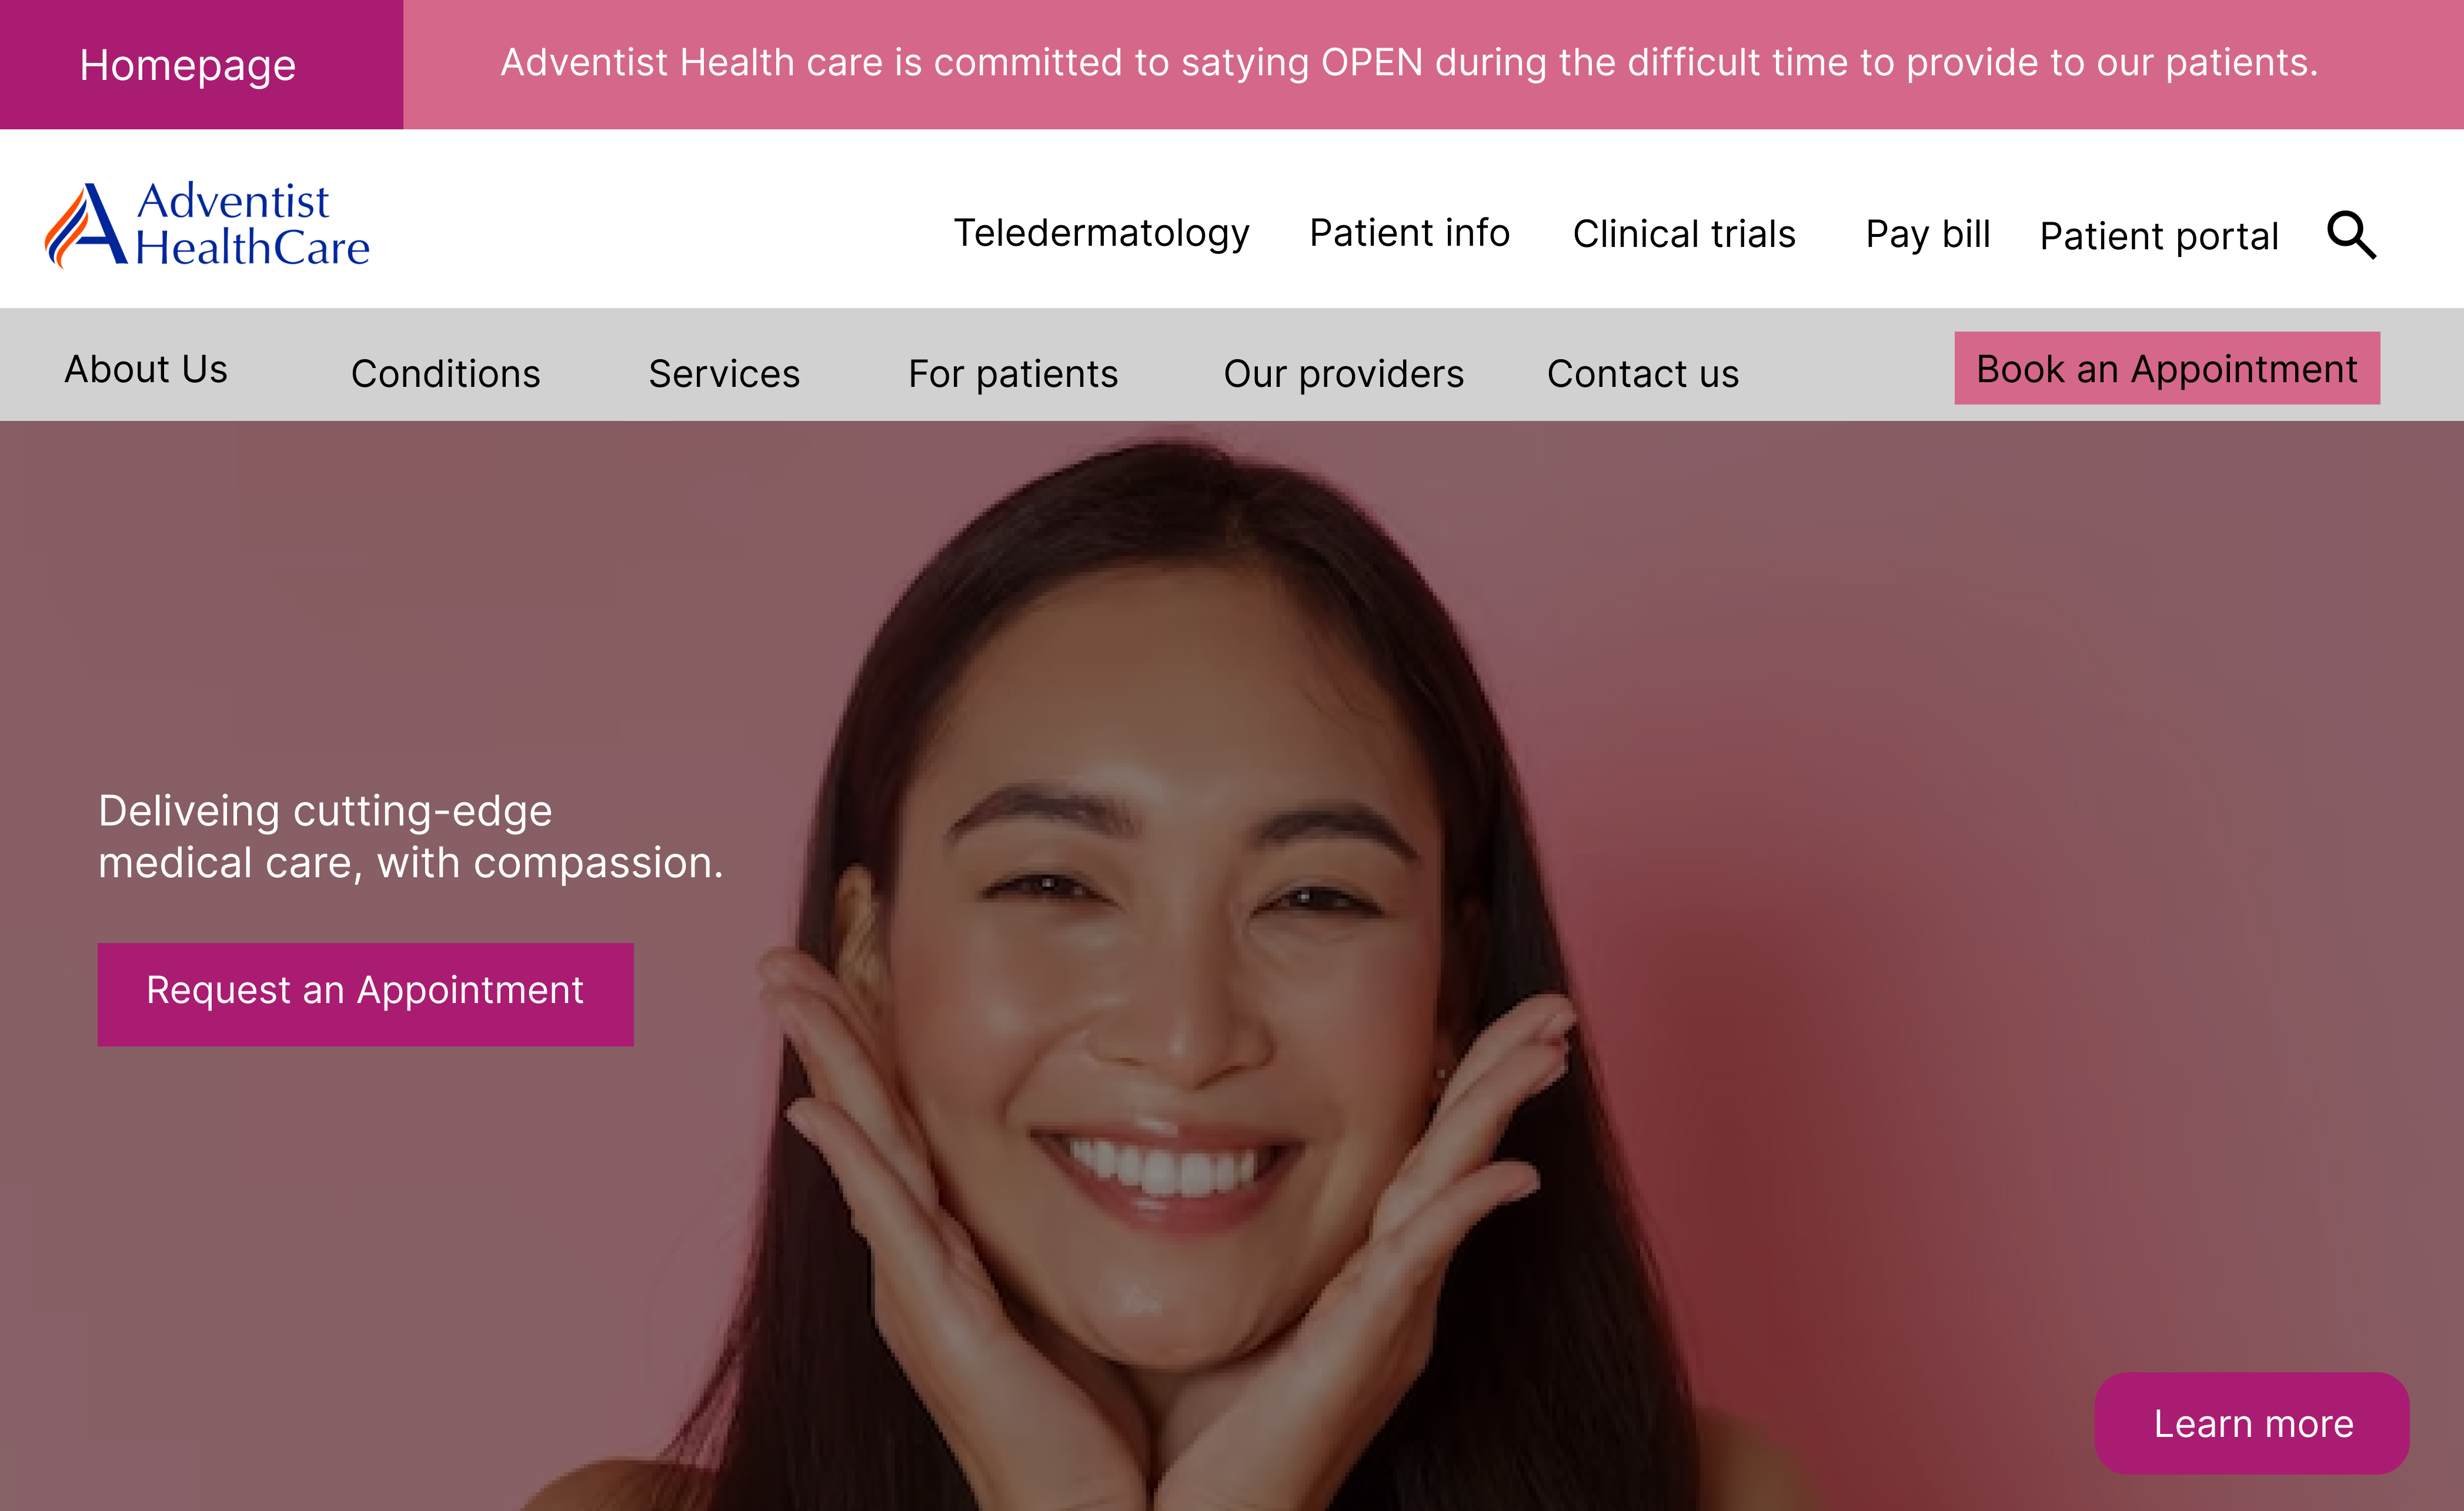 Homepage
Adventist Health care is committed to satying OPEN during the difficult time to provide to our patients.
Adventist
HealthCare
Teledermatology
Patient info
Clinical trials
Pay bill
Patient portal
About Us
Conditions
Services
For patients
Our providers
Contact us
Book an Appointment
Deliveing cutting-edge
medical care, with compassion.
Request an Appointment
Learn more